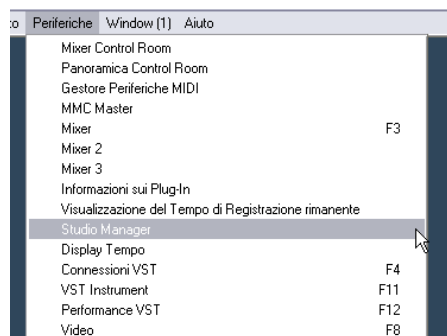 Periferiche Window (1) Aiuto
Mixer Control Room
Panoramica Control Room
Gestore Periferiche MIDI
MMC Master
Mixer F3
Mixer 2
Mixer 3
Informazioni sui Plug-In
Visualizzazione del Tempo di Registrazione rimanente
Studio Manager
Display Tempo
Connessioni VST F4
VST Instrument F11
Performance VST F12
Video F8